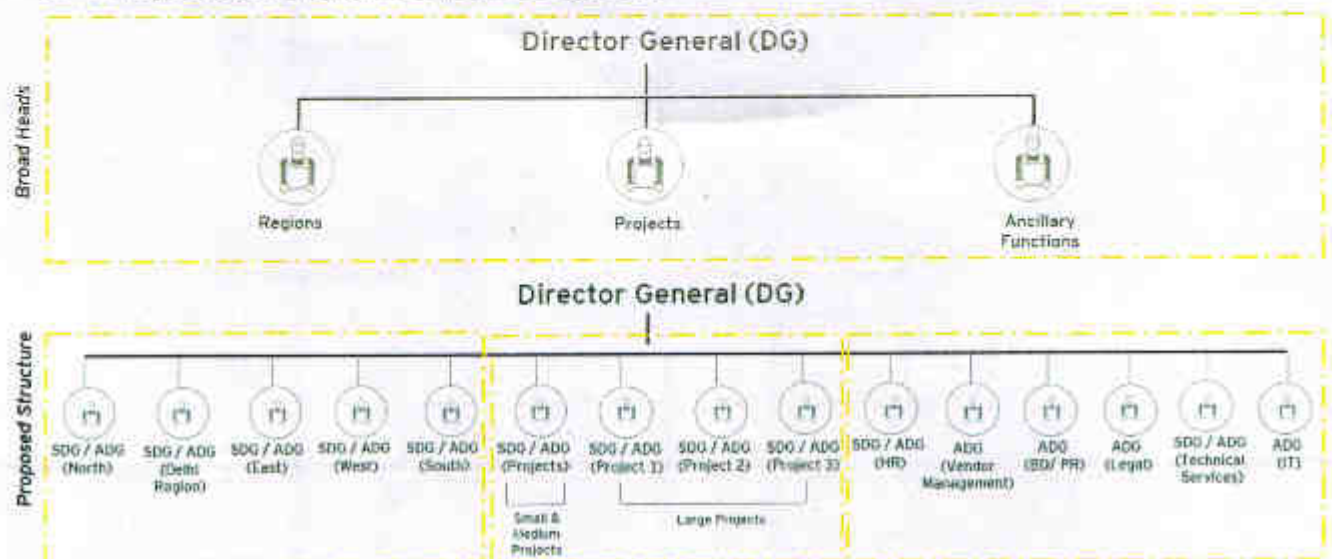 Broad Heads
Director General (DG)
Regions
Projects
Ancillary
Functions
Proposed Structure
Director General (DG)
SDG / ADG
(North)
SDG / ADG
(Delhi
Region)
SDG / ADG
(East)
SDG / ADG
(West)
SDG / ADG
(South)
SDG / ADG
(Projects)
SDG / ADG
(Project 1)
SDG / ADG
(Project 2)
SDG / ADG
(Project 3)
SDG / ADG
(HR)
ADG
(Vendor
Management)
ADG
(BD/ PR)
ADG
(Legal)
SDG / ADG
(Technical
Services)
ADG
(IT)
Small &
Medium
Projects
Large Projects